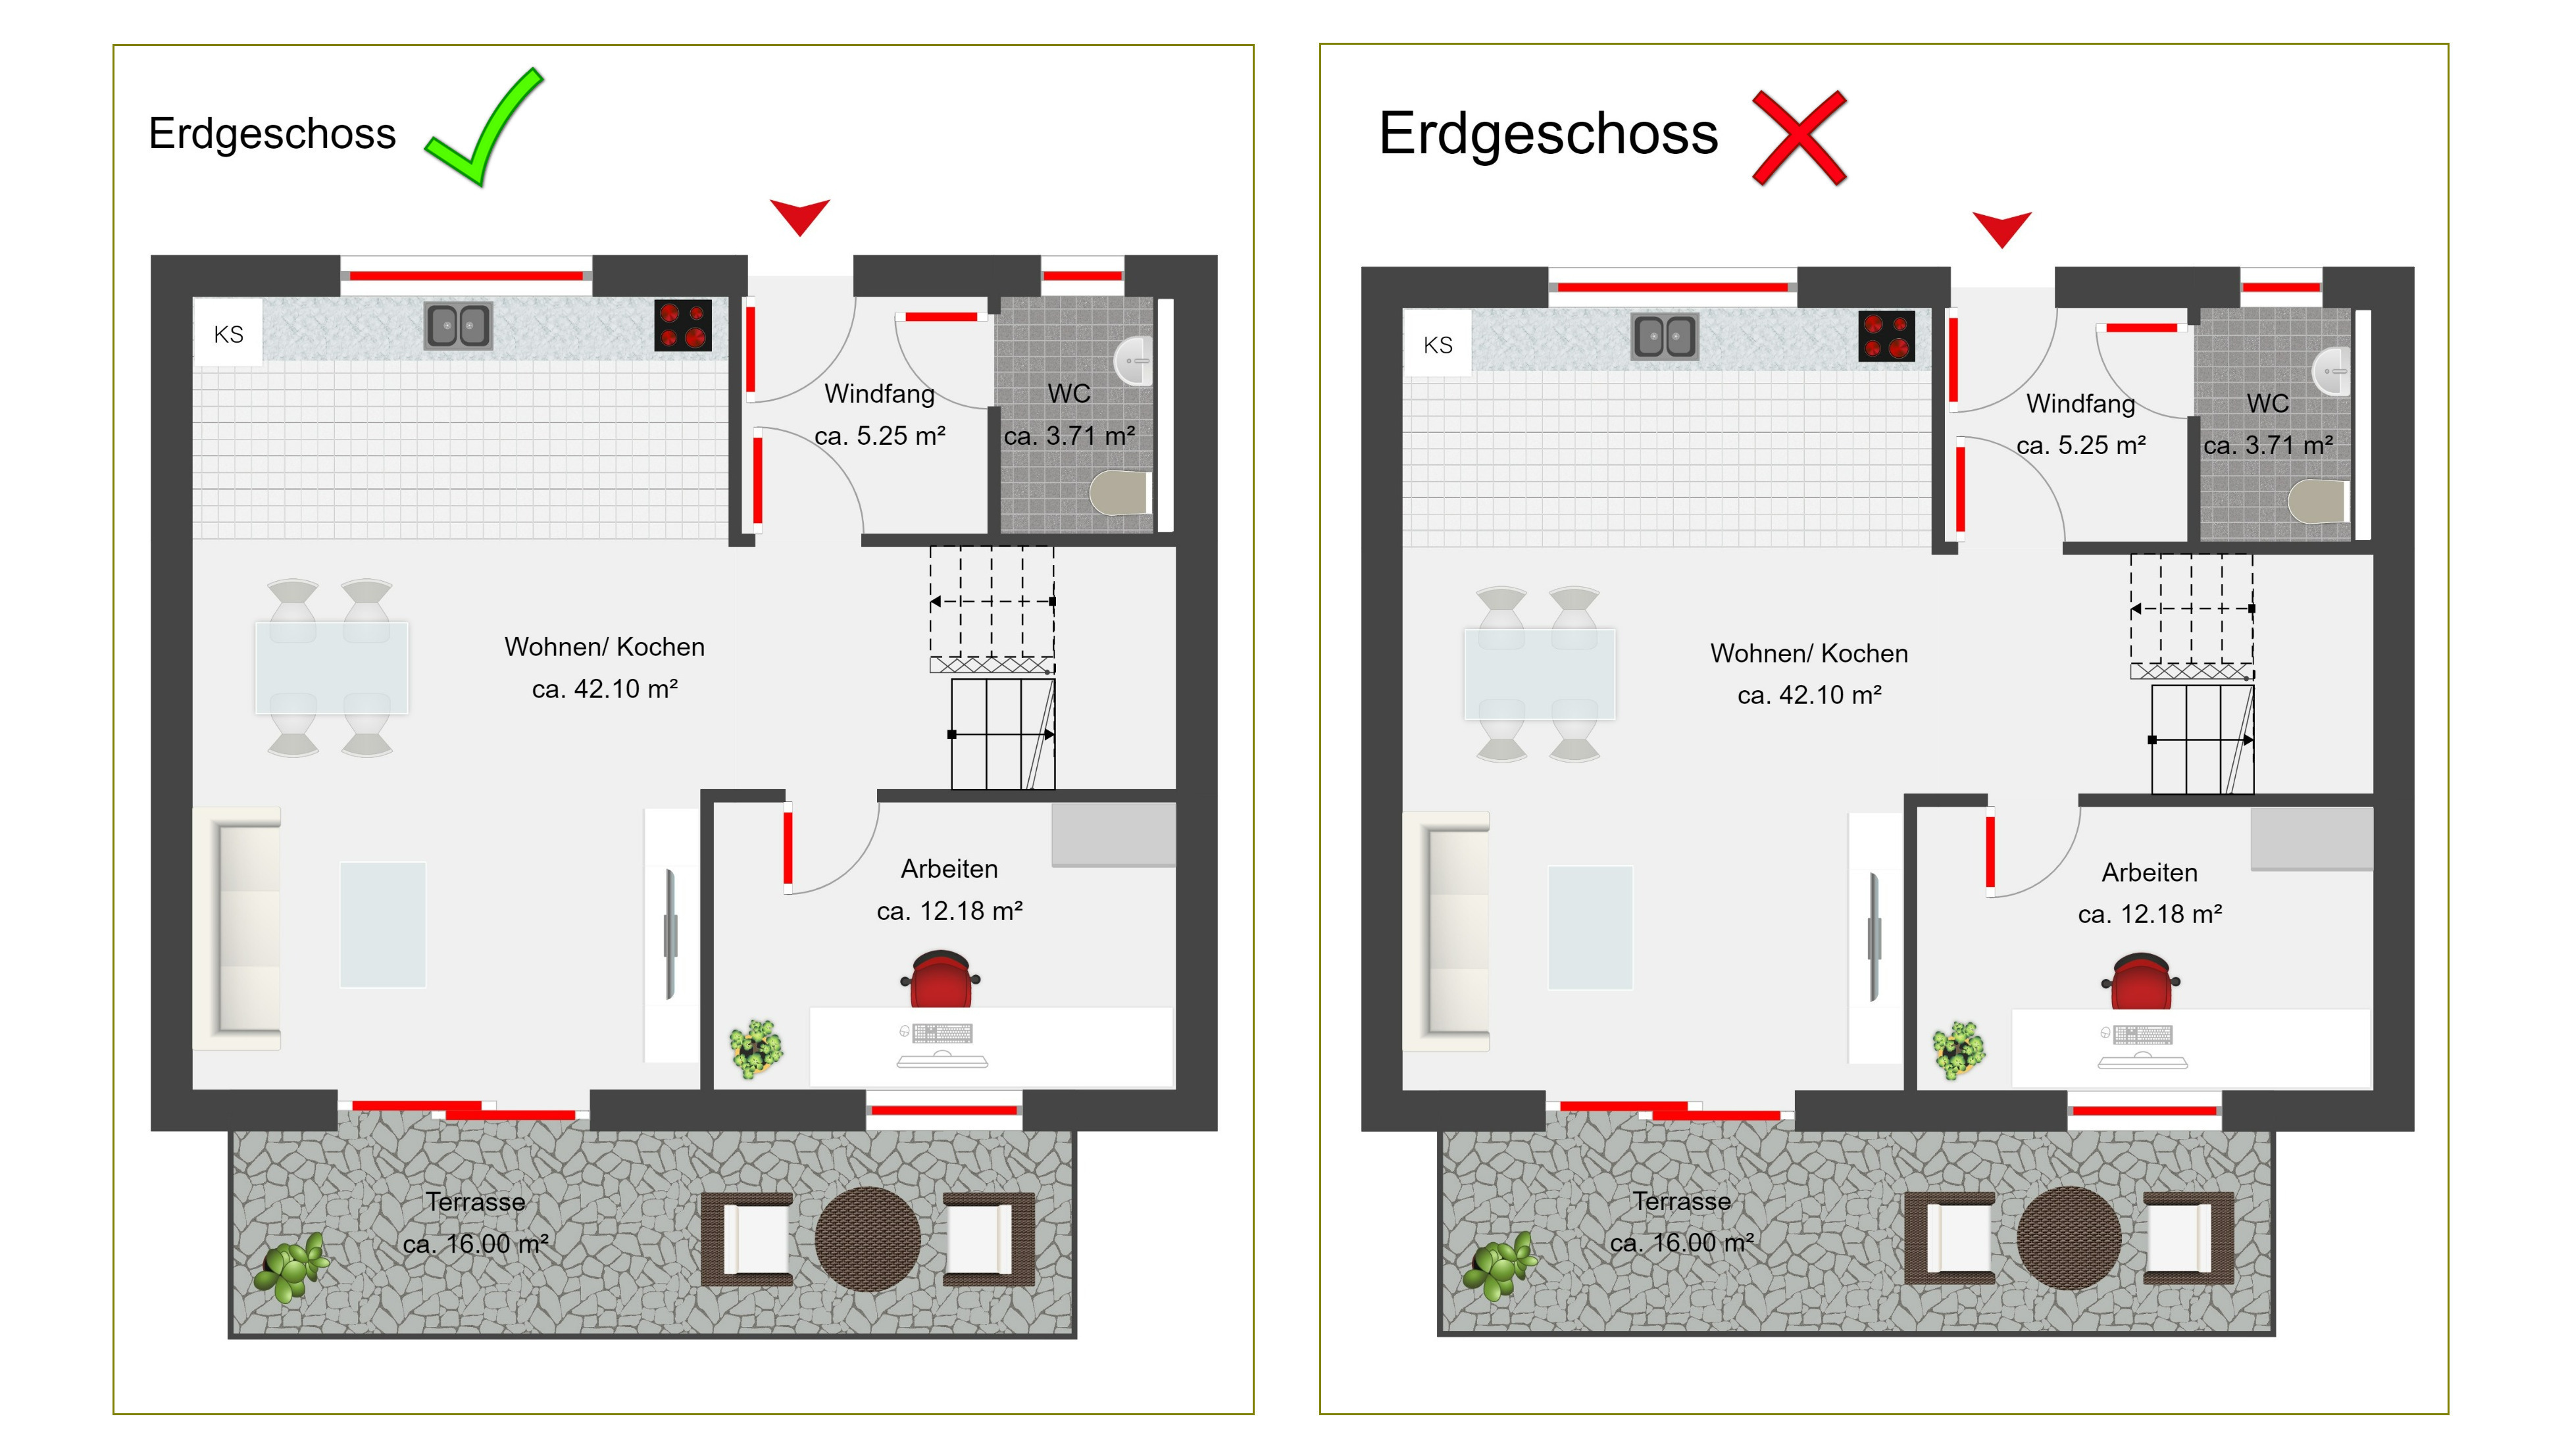 Erdgeschoss
KS
Windfang
ca. 5.25 m²
WC
ca. 3.71 m²
Wohnen/ Kochen
ca. 42.10 m²
Arbeiten
ca. 12.18 m²
Terrasse
ca. 16.00 m²
Erdgeschoss
KS
Windfang
ca. 5.25 m²
WC
ca. 3.71 m²
Wohnen/ Kochen
ca. 42.10 m²
Arbeiten
ca. 12.18 m²
Terrasse
ca. 16.00 m²